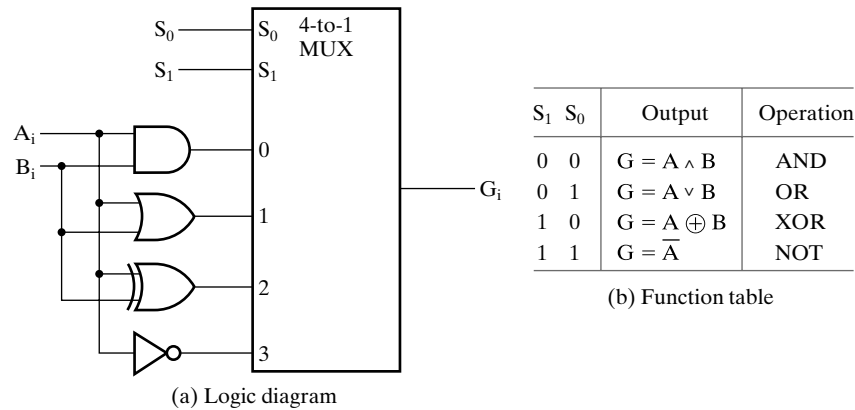 S₀ S₀ 4-to-1
MUX
S₁ S₁
Aᵢ
0
Bᵢ
1
Gᵢ
2
3
(a) Logic diagram
S₁ S₀ Output Operation
0 0 G = A ∧ B AND
0 1 G = A ∨ B OR
1 0 G = A ⊕ B XOR
1 1 G = A̅ NOT
(b) Function table